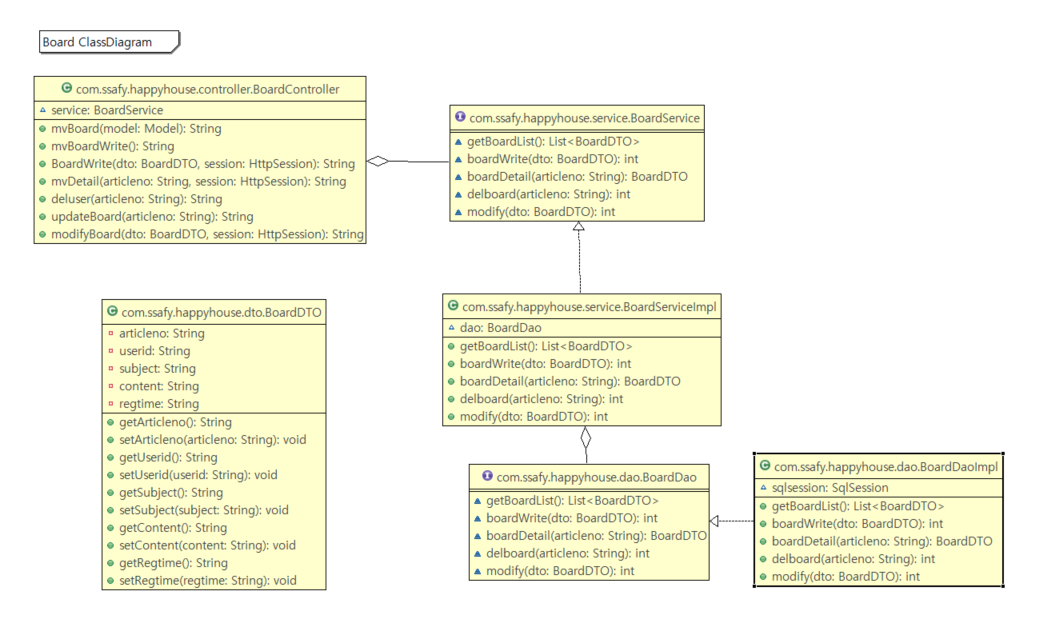 Board ClassDiagram
com.ssafy.happyhouse.controller.BoardController
service: BoardService
mvBoard(model: Model): String
mvBoardWrite(): String
BoardWrite(dto: BoardDTO, session: HttpSession): String
mvDetail(articleno: String, session: HttpSession): String
deluser(articleno: String): String
updateBoard(articleno: String): String
modifyBoard(dto: BoardDTO, session: HttpSession): String
com.ssafy.happyhouse.service.BoardService
getBoardList(): List<BoardDTO>
boardWrite(dto: BoardDTO): int
boardDetail(articleno: String): BoardDTO
delboard(articleno: String): int
modify(dto: BoardDTO): int
com.ssafy.happyhouse.dto.BoardDTO
articleno: String
userid: String
subject: String
content: String
regtime: String
getArticleno(): String
setArticleno(articleno: String): void
getUserid(): String
setUserid(userid: String): void
getSubject(): String
setSubject(subject: String): void
getContent(): String
setContent(content: String): void
getRegtime(): String
setRegtime(regtime: String): void
com.ssafy.happyhouse.service.BoardServiceImpl
dao: BoardDao
getBoardList(): List<BoardDTO>
boardWrite(dto: BoardDTO): int
boardDetail(articleno: String): BoardDTO
delboard(articleno: String): int
modify(dto: BoardDTO): int
com.ssafy.happyhouse.dao.BoardDao
getBoardList(): List<BoardDTO>
boardWrite(dto: BoardDTO): int
boardDetail(articleno: String): BoardDTO
delboard(articleno: String): int
modify(dto: BoardDTO): int
com.ssafy.happyhouse.dao.BoardDaoImpl
sqlsession: SqlSession
getBoardList(): List<BoardDTO>
boardWrite(dto: BoardDTO): int
boardDetail(articleno: String): BoardDTO
delboard(articleno: String): int
modify(dto: BoardDTO): int